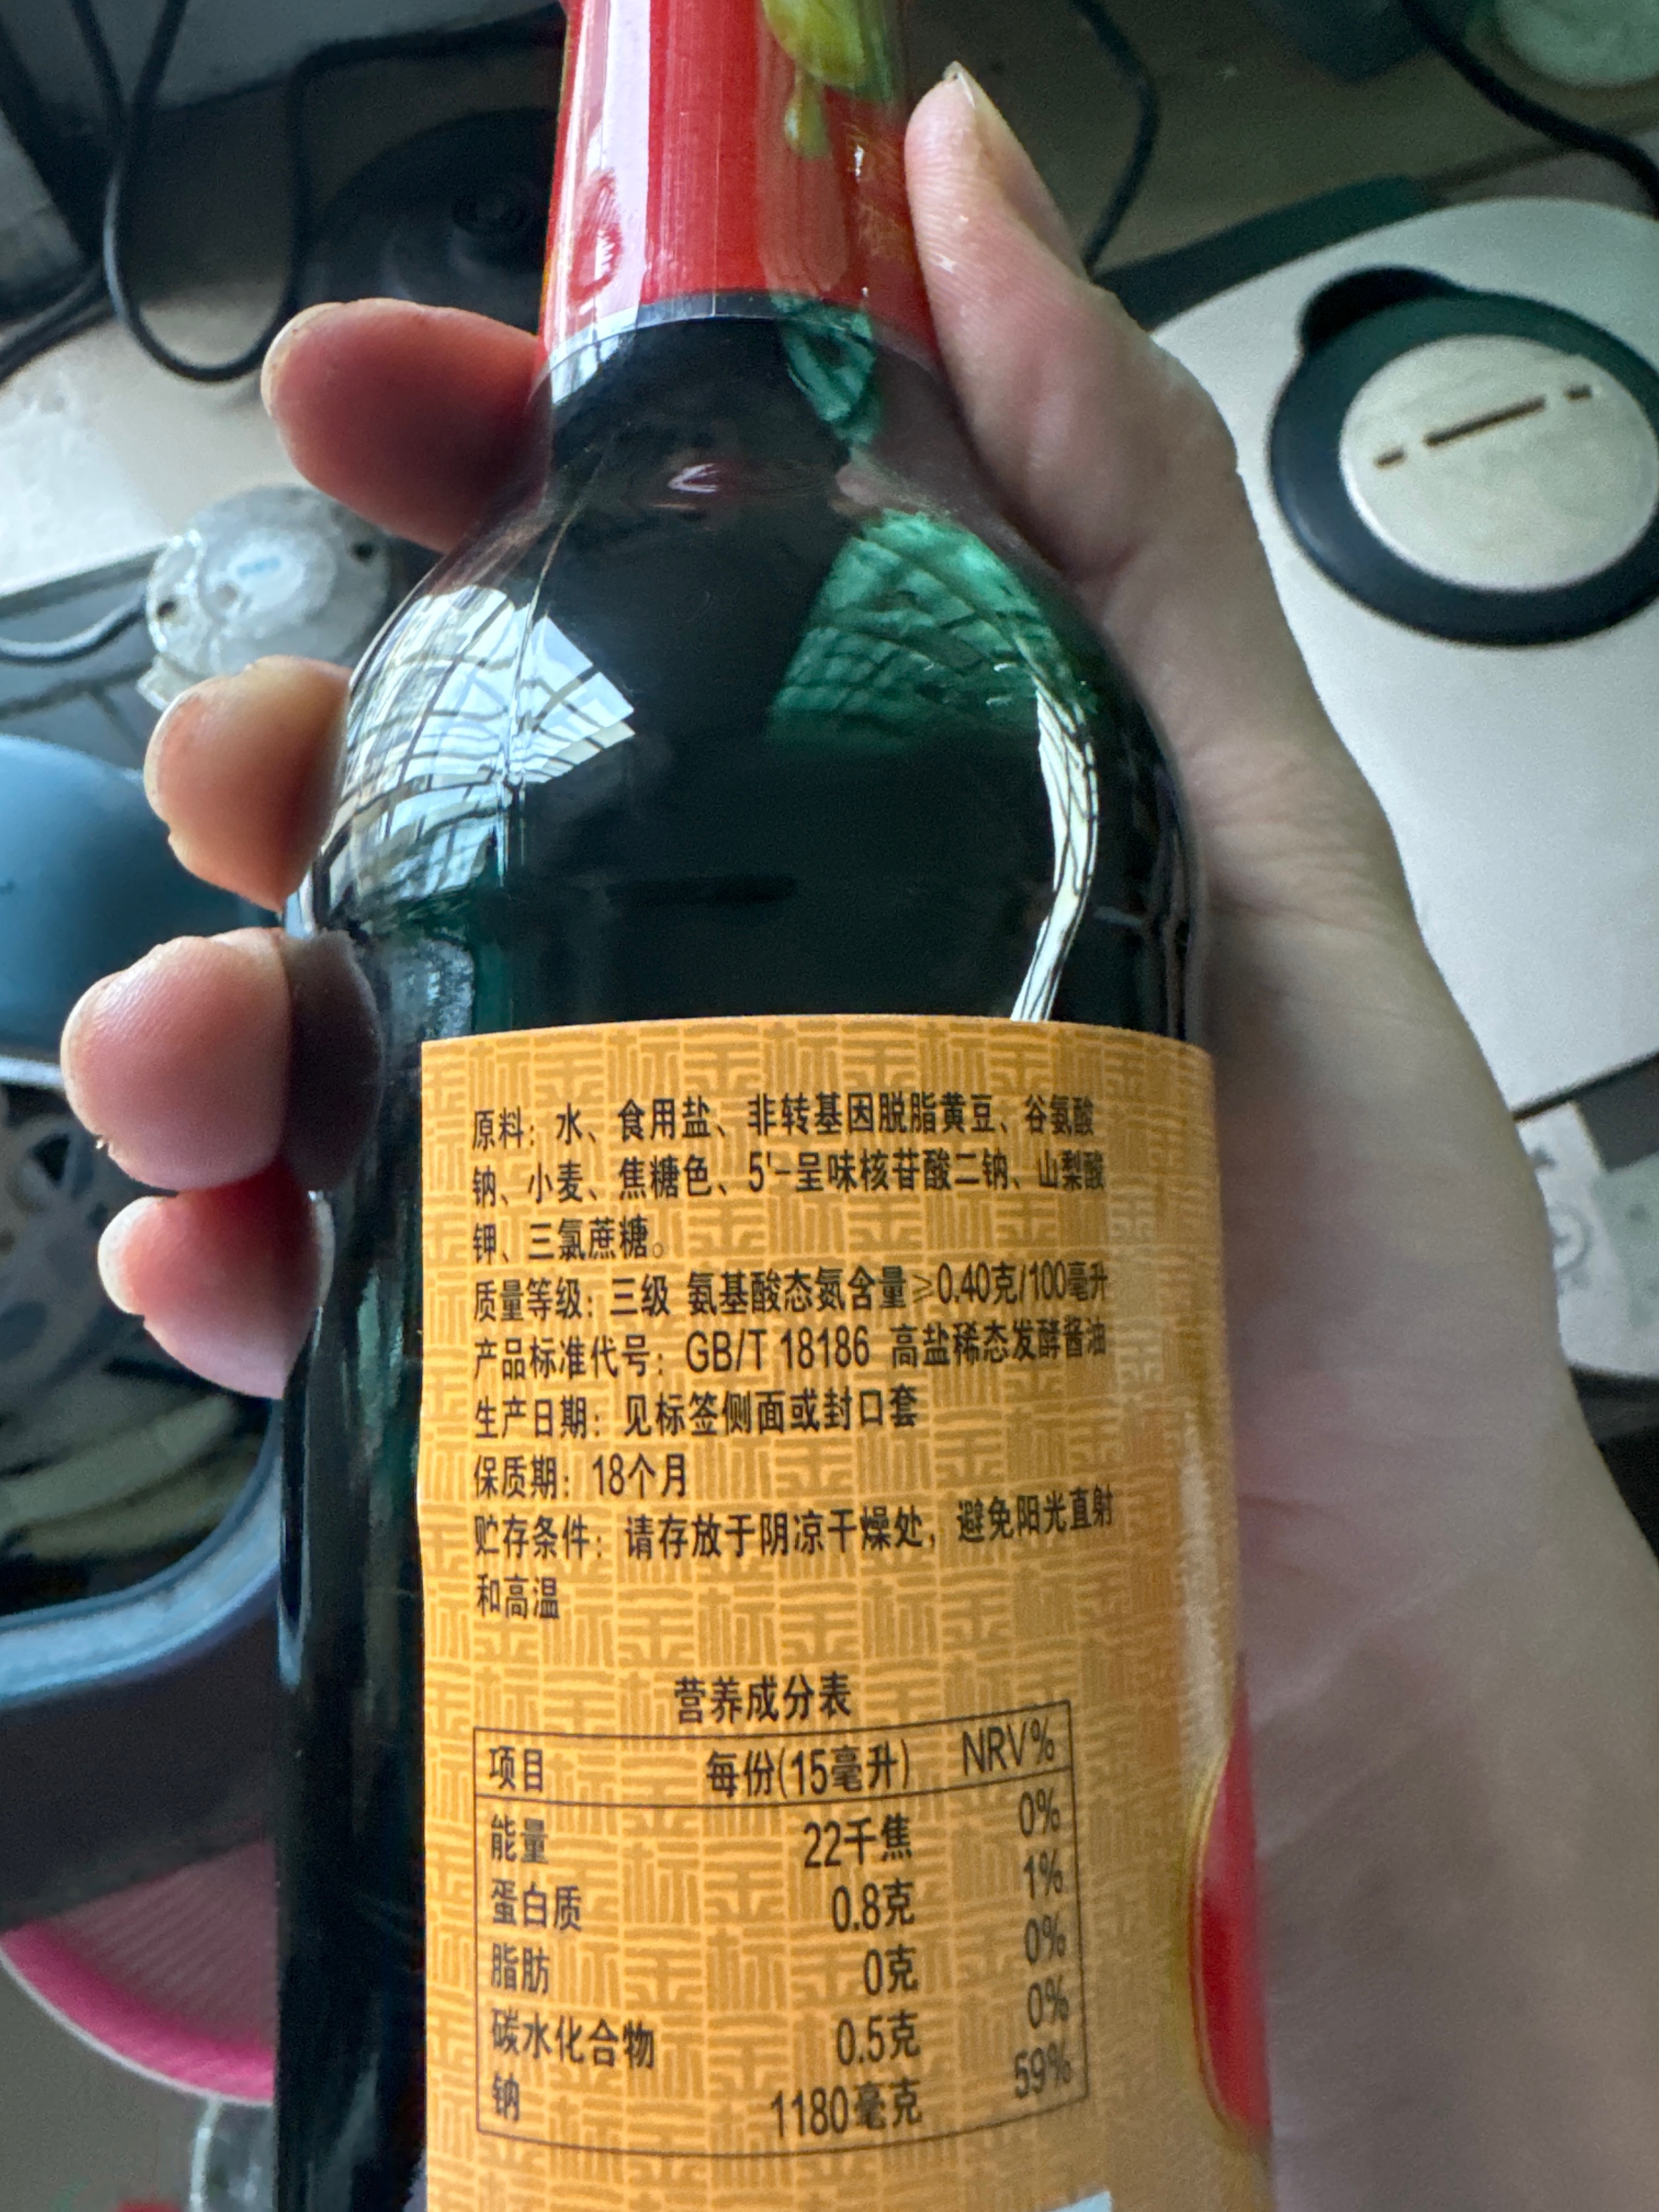 原料：水、食用盐、非转基因脱脂黄豆、谷氨酸
钠、小麦、焦糖色、5'-呈味核苷酸二钠、山梨酸
钾、三氯蔗糖。
质量等级：三级 氨基酸态氮含量≥0.40克/100毫升
产品标准代号：GB/T 18186 高盐稀态发酵酱油
生产日期：见标签侧面或封口套
保质期：18个月
贮存条件：请存放于阴凉干燥处，避免阳光直射
和高温
营养成分表
项目 每份(15毫升) NRV%
能量 22千焦 0%
蛋白质 0.8克 1%
脂肪 0克 0%
碳水化合物 0.5克 0%
钠 1180毫克 59%